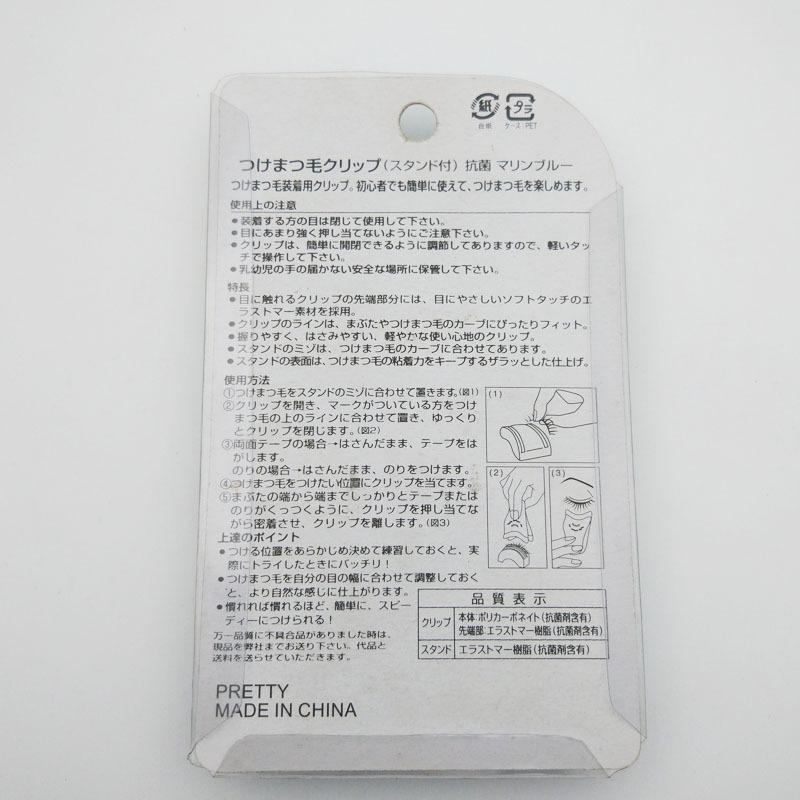 紙
プラ
台紙
ケース:PET
つけまつ毛クリップ(スタンド付) 抗菌 マリンブルー
つけまつ毛装着用クリップ。初心者でも簡単に使えて、つけまつ毛を楽しめます。
使用上の注意
●装着する方の目は閉じて使用して下さい。
●目にあまり強く押し当てないようにご注意下さい。
●クリップは、簡単に開閉できるように調節してありますので、軽いタッ
チで操作して下さい。
●乳幼児の手の届かない安全な場所に保管して下さい。
特長
●目に触れるクリップの先端部分には、目にやさしいソフトタッチのエ
ラストマー素材を採用。
●クリップのラインは、まぶたやつけまつ毛のカーブにぴったりフィット。
●握りやすく、はさみやすい、軽やかな使い心地のクリップ。
●スタンドのミゾは、つけまつ毛のカーブに合わせてあります。
●スタンドの表面は、つけまつ毛の粘着力をキープするザラッとした仕上げ。
使用方法
①つけまつ毛をスタンドのミゾに合わせて置きます。(図1)
②クリップを開き、マークがついている方をつけ
まつ毛の上のラインに合わせて置き、ゆっくり
とクリップを閉じます。(図2)
③両面テープの場合→はさんだまま、テープをは
がします。
のりの場合→はさんだまま、のりをつけます。
④つけまつ毛をつけたい位置にクリップを当てます。
⑤まぶたの端から端までしっかりとテープまたは
のりがくっつくように、クリップを押し当てな
がら密着させ、クリップを離します。(図3)
(1)
(2)
(3)
上達のポイント
●つける位置をあらかじめ決めて練習しておくと、実
際にトライしたときにバッチリ!
●つけまつ毛を自分の目の幅に合わせて調整しておく
と、より自然な感じに仕上がります。
●慣れれば慣れるほど、簡単に、スピー
ディーにつけられる!
万一品質に不具合品がありました時は、
現品を弊社までお送り下さい。代品と
送料を送らせていただきます。
品質表示
クリップ
本体:ポリカーボネイト(抗菌剤含有)
先端部:エラストマー樹脂(抗菌剤含有)
スタンド
エラストマー樹脂(抗菌剤含有)
PRETTY
MADE IN CHINA